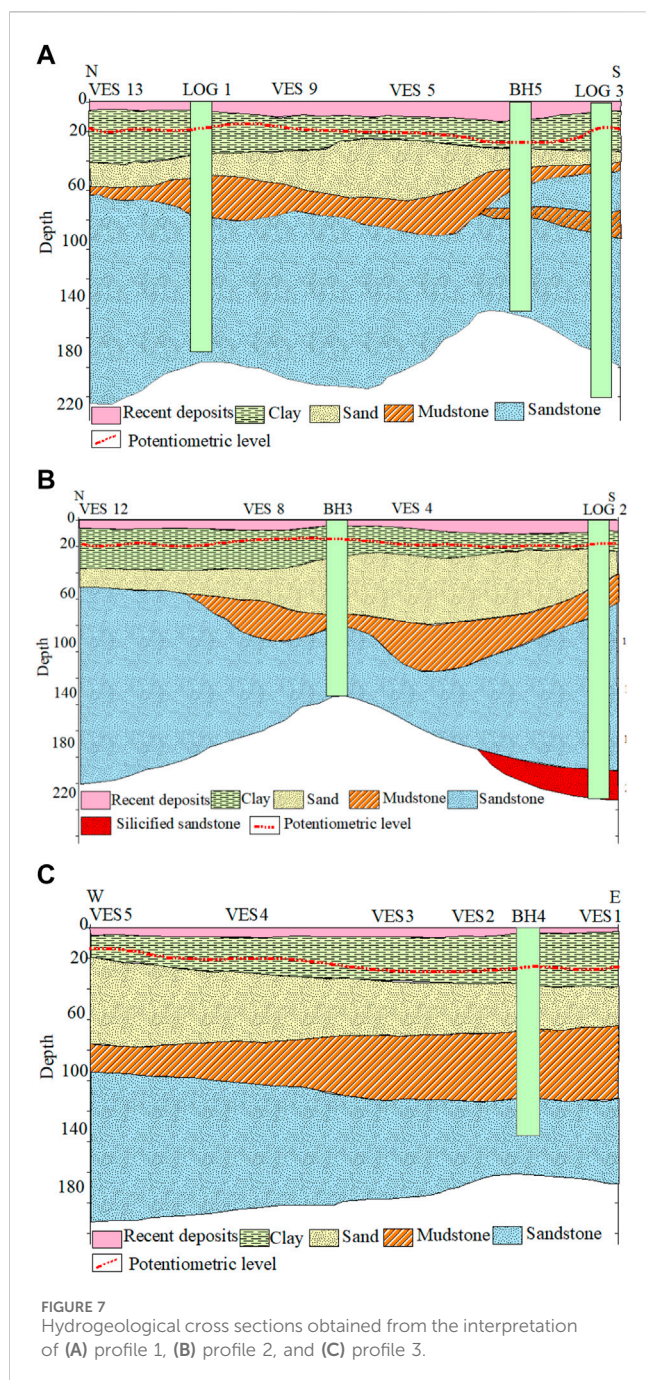 A
N S
VES 13 LOG 1 VES 9 VES 5 BH5 LOG 3
0
20
60
100
140
180
220
Depth
Recent deposits Clay Sand Mudstone Sandstone
Potentiometric level
B
N S
VES 12 VES 8 BH3 VES 4 LOG 2
0
20
60
100
140
180
220
Depth
Recent deposits Clay Sand Mudstone Sandstone
Silicified sandstone Potentiometric level
C
W E
VES5 VES4 VES3 VES2 BH4 VES1
0
20
60
100
140
180
Depth
Recent deposits Clay Sand Mudstone Sandstone
Potentiometric level
FIGURE 7
Hydrogeological cross sections obtained from the interpretation
of (A) profile 1, (B) profile 2, and (C) profile 3.